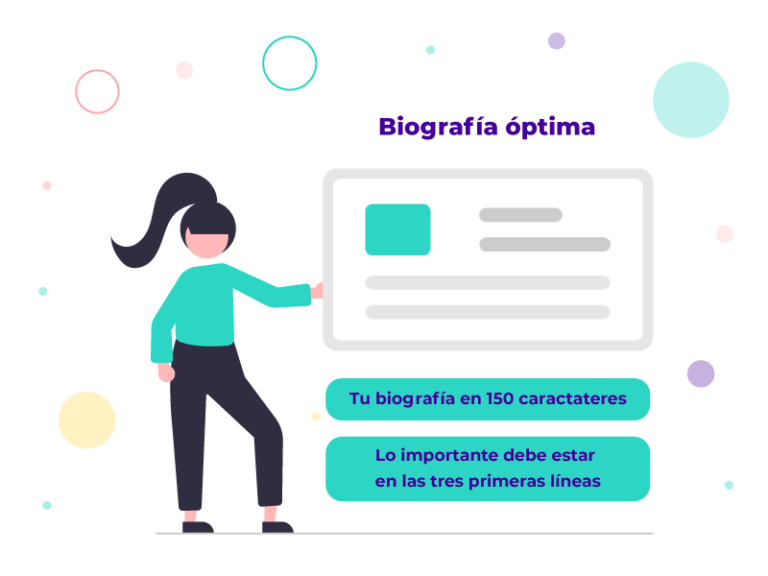 Biografía óptima
Tu biografía en 150 caractateres
Lo importante debe estar
en las tres primeras líneas